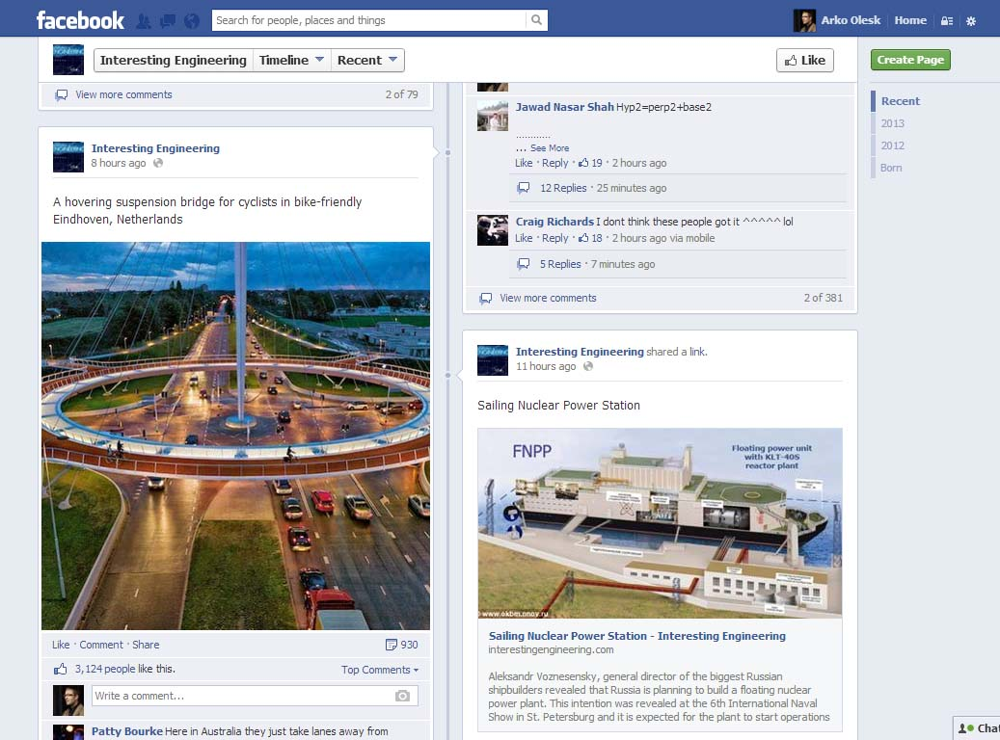 facebook
Search for people, places and things
Arko Olesk
Home
Interesting Engineering
Timeline
Recent
Like
Create Page
Recent
2013
2012
Born
View more comments
2 of 79
Interesting Engineering
8 hours ago
A hovering suspension bridge for cyclists in bike-friendly
Eindhoven, Netherlands
Like · Comment · Share
930
3,124 people like this.
Top Comments
Write a comment...
Patty Bourke Here in Australia they just take lanes away from
Jawad Nasar Shah Hyp2=perp2+base2
............
... See More
Like · Reply · 19 · 2 hours ago
12 Replies · 25 minutes ago
Craig Richards I dont think these people got it ^^^^^ lol
Like · Reply · 18 · 2 hours ago via mobile
5 Replies · 7 minutes ago
View more comments
2 of 381
Interesting Engineering shared a link.
11 hours ago
Sailing Nuclear Power Station
FNPP
Floating power unit
with KLT-40S
reactor plant
www.okbm.nnov.ru
Sailing Nuclear Power Station - Interesting Engineering
interestingengineering.com
Aleksandr Voznesensky, general director of the biggest Russian
shipbuilders revealed that Russia is planning to build a floating nuclear
power plant. This intention was revealed at the 6th International Naval
Show in St. Petersburg and it is expected for the plant to start operations
Chat